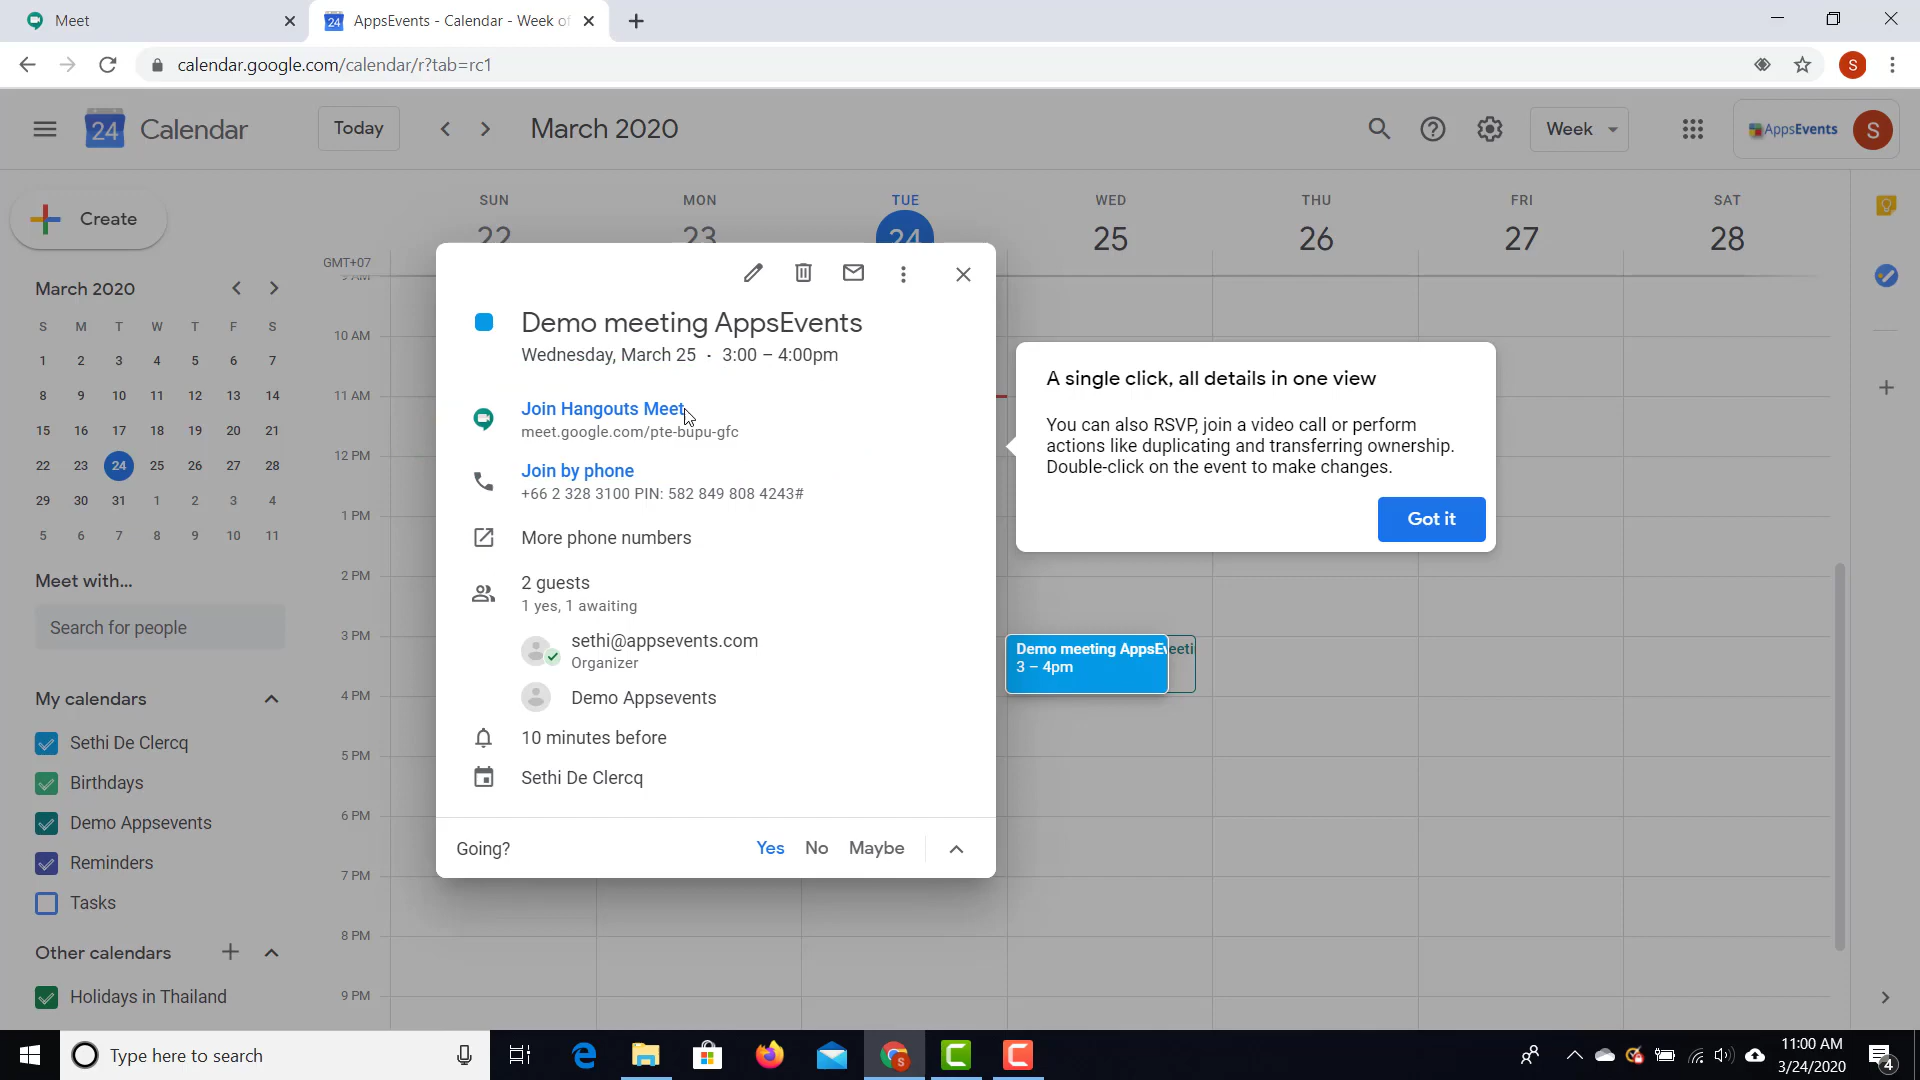 Meet
AppsEvents - Calendar - Week of
calendar.google.com/calendar/r?tab=rc1
S
24
Calendar
Today
March 2020
Week
AppsEvents
S
Create
SUN
MON
TUE
WED
THU
FRI
SAT
22
23
24
25
26
27
28
GMT+07
9 AM
10 AM
11 AM
12 PM
1 PM
2 PM
3 PM
4 PM
5 PM
6 PM
7 PM
8 PM
9 PM
March 2020
S M T W T F S
1 2 3 4 5 6 7
8 9 10 11 12 13 14
15 16 17 18 19 20 21
22 23 24 25 26 27 28
29 30 31 1 2 3 4
5 6 7 8 9 10 11
Meet with...
Search for people
My calendars
Sethi De Clercq
Birthdays
Demo Appsevents
Reminders
Tasks
Other calendars
Holidays in Thailand
Demo meeting AppsEvents
Wednesday, March 25 · 3:00 – 4:00pm
Join Hangouts Meet
meet.google.com/pte-bupu-gfc
Join by phone
+66 2 328 3100 PIN: 582 849 808 4243#
More phone numbers
2 guests
1 yes, 1 awaiting
sethi@appsevents.com
Organizer
Demo Appsevents
10 minutes before
Sethi De Clercq
Going?
Yes
No
Maybe
A single click, all details in one view
You can also RSVP, join a video call or perform
actions like duplicating and transferring ownership.
Double-click on the event to make changes.
Got it
Demo meeting AppsEv
eeti
3 – 4pm
Type here to search
11:00 AM
3/24/2020
4